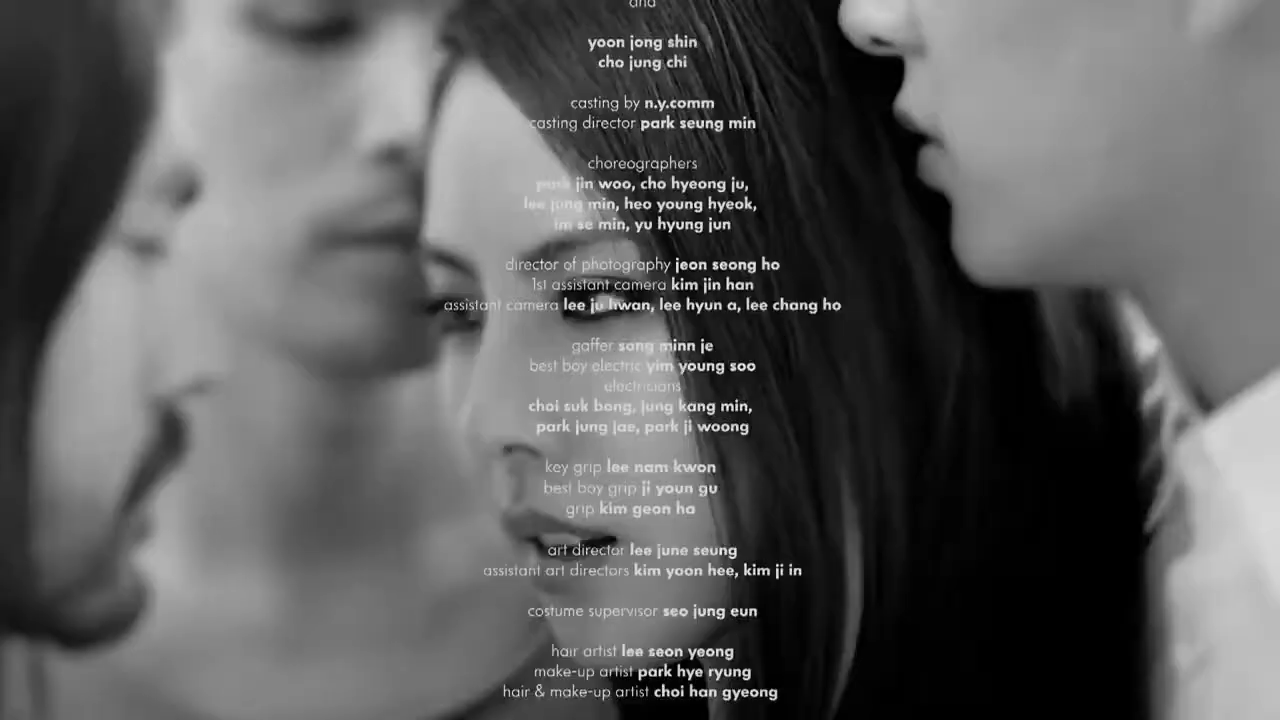 and
yoon jong shin
cho jung chi
casting by n.y.comm
casting director park seung min
choreographers
park jin woo, cho hyeong ju,
lee jung min, heo young hyeok,
im se min, yu hyung jun
director of photography jeon seong ho
1st assistant camera kim jin han
assistant camera lee ju hwan, lee hyun a, lee chang ho
gaffer song minn je
best boy electric yim young soo
electricians
choi suk bong, jung kang min,
park jung jae, park ji woong
key grip lee nam kwon
best boy grip ji youn gu
grip kim geon ha
art director lee june seung
assistant art directors kim yoon hee, kim ji in
costume supervisor seo jung eun
hair artist lee seon yeong
make-up artist park hye ryung
hair & make-up artist choi han gyeong